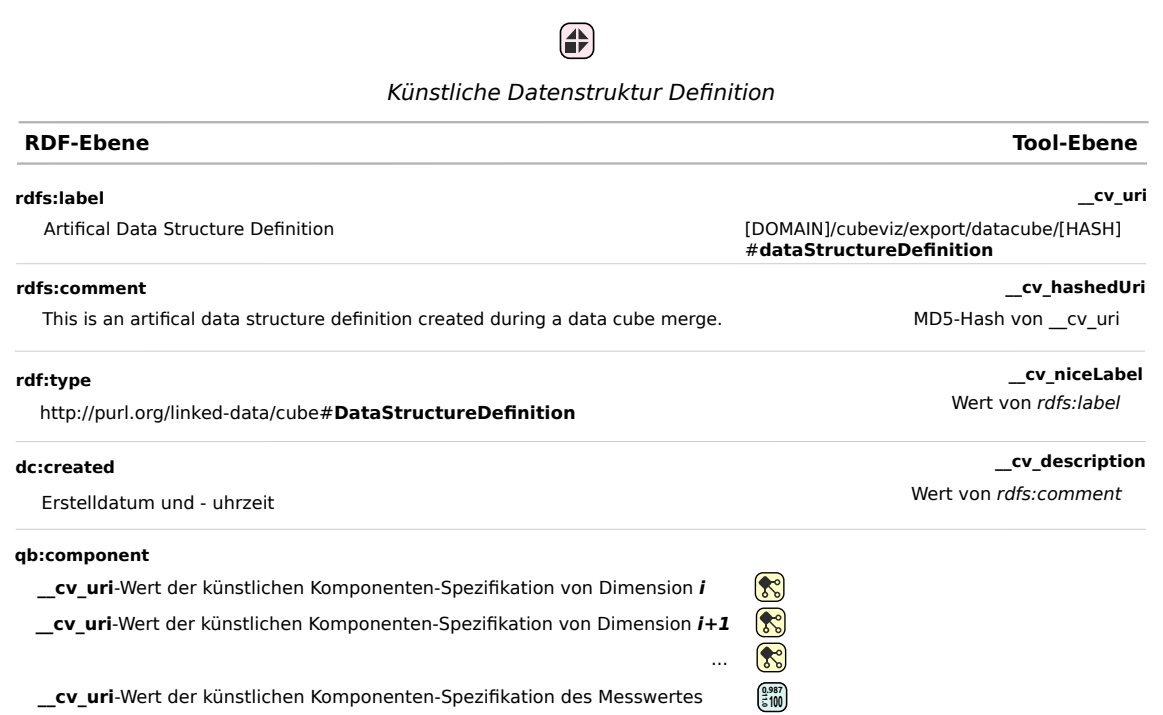 Künstliche Datenstruktur Definition
RDF-Ebene Tool-Ebene
rdfs:label __cv_uri
Artifical Data Structure Definition [DOMAIN]/cubeviz/export/datacube/[HASH]
#dataStructureDefinition
rdfs:comment __cv_hashedUri
This is an artifical data structure definition created during a data cube merge. MD5-Hash von __cv_uri
rdf:type __cv_niceLabel
http://purl.org/linked-data/cube#DataStructureDefinition Wert von rdfs:label
dc:created __cv_description
Erstelldatum und - uhrzeit Wert von rdfs:comment
qb:component
__cv_uri-Wert der künstlichen Komponenten-Spezifikation von Dimension i
__cv_uri-Wert der künstlichen Komponenten-Spezifikation von Dimension i+1
...
__cv_uri-Wert der künstlichen Komponenten-Spezifikation des Messwertes
0.987
100